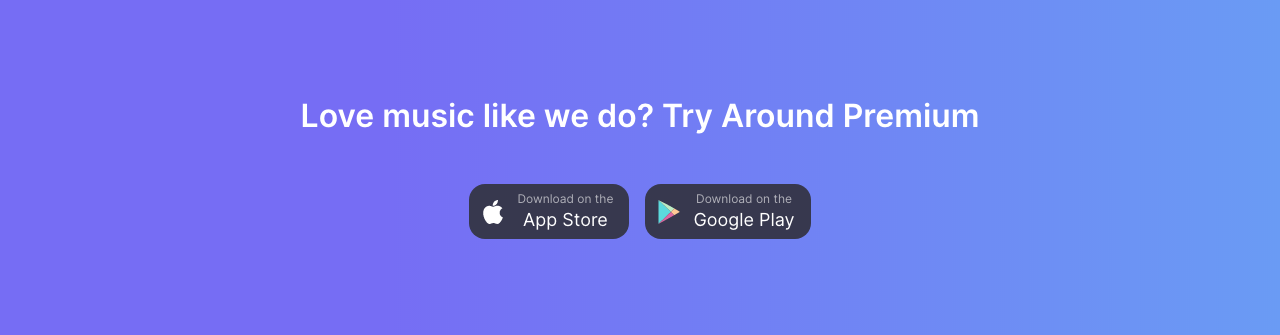 Love music like we do? Try Around Premium
Download on the
App Store
Download on the
Google Play